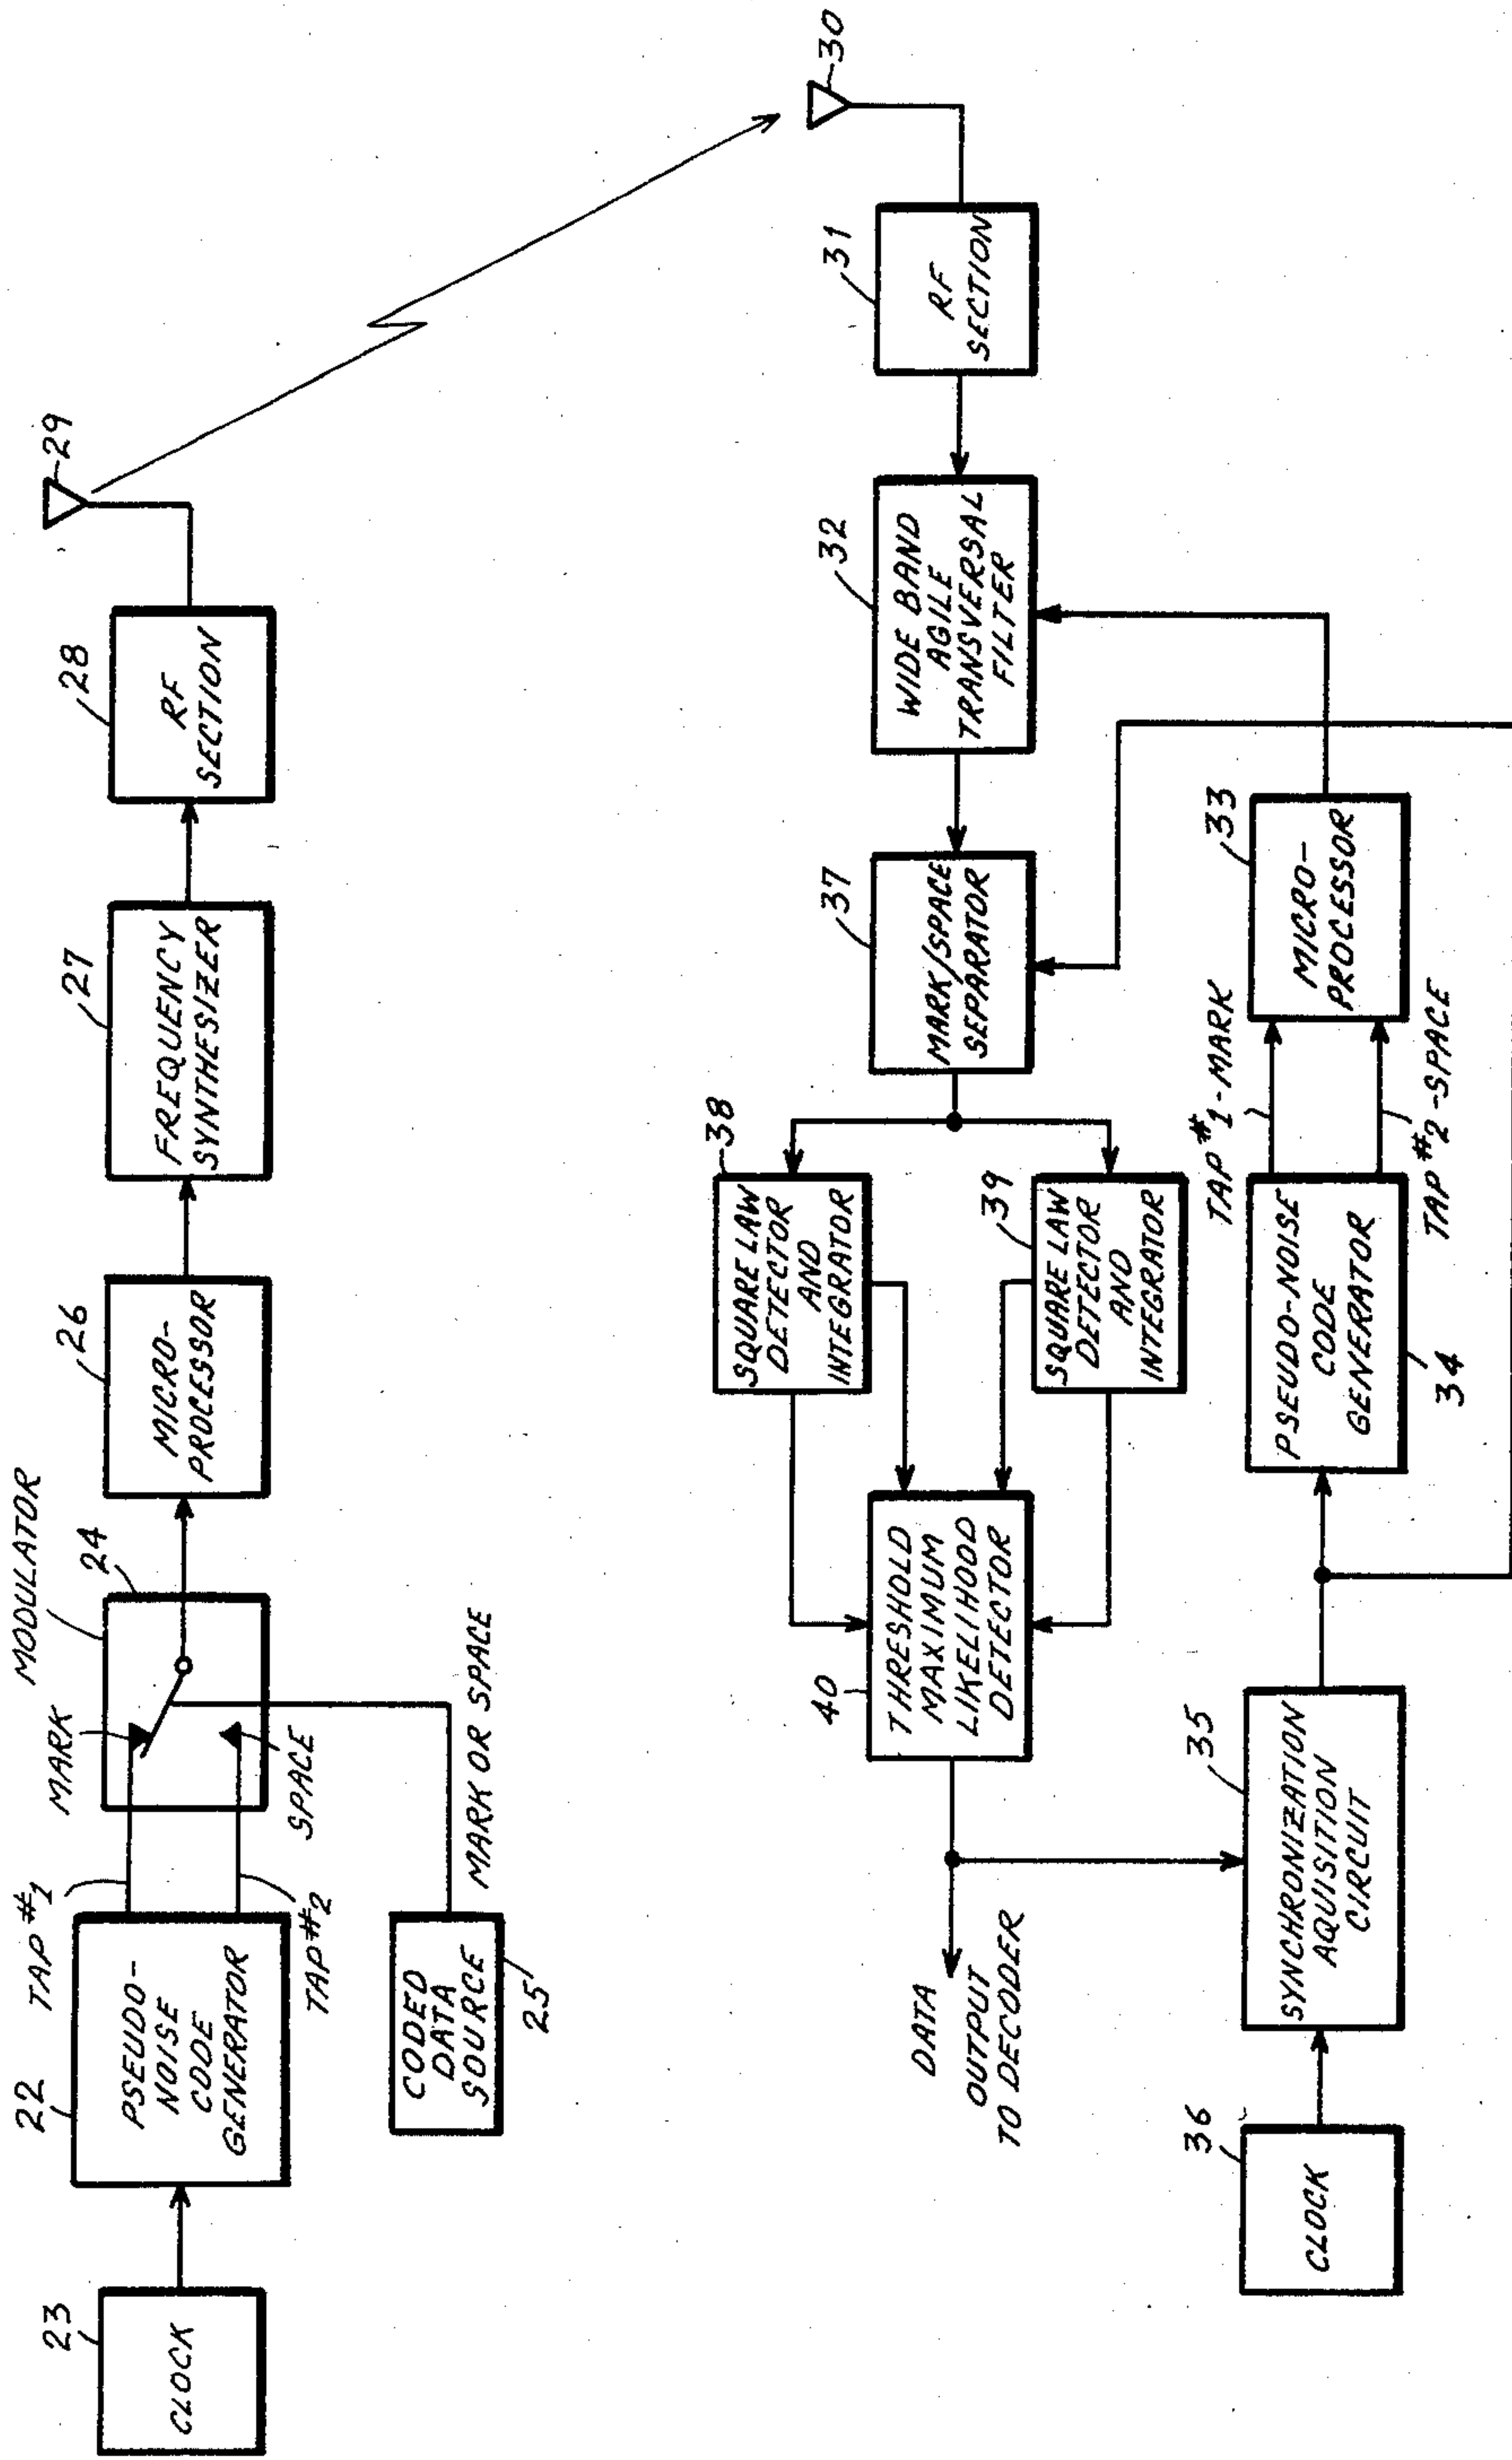 23
CLOCK
22
PSEUDO-
NOISE
CODE
GENERATOR
TAP #1
TAP #2
MARK
SPACE
MODULATOR
24
CODED
DATA
SOURCE
25
MARK OR SPACE
26
MICRO-
PROCESSOR
27
FREQUENCY
SYNTHESIZER
28
RF
SECTION
29
30
31
RF
SECTION
32
WIDE BAND
AGILE
TRANSVERSAL
FILTER
37
MARK/SPACE
SEPARATOR
38
SQUARE LAW
DETECTOR
AND
INTEGRATOR
39
SQUARE LAW
DETECTOR
AND
INTEGRATOR
40
THRESHOLD
MAXIMUM
LIKELIHOOD
DETECTOR
DATA
OUTPUT
TO DECODER
36
CLOCK
35
SYNCHRONIZATION
AQUISITION
CIRCUIT
PSEUDO-NOISE
CODE
GENERATOR
34
TAP #1-MARK
TAP #2-SPACE
33
MICRO-
PROCESSOR